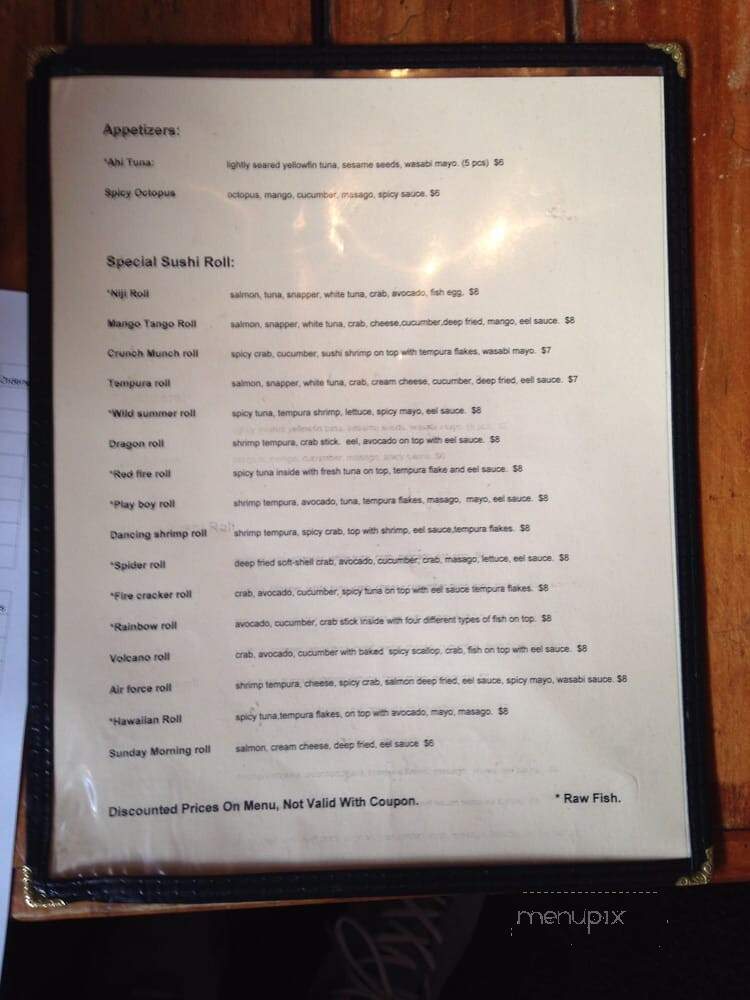 Appetizers:
*Ahi Tuna: lightly seared yellowfin tuna, sesame seeds, wasabi mayo. (5 pcs) $6
Spicy Octopus octopus, mango, cucumber, masago, spicy sauce. $6
Special Sushi Roll:
*Niji Roll salmon, tuna, snapper, white tuna, crab, avocado, fish egg, $8
Mango Tango Roll salmon, snapper, white tuna, crab, cheese,cucumber,deep fried, mango, eel sauce. $8
Crunch Munch roll spicy crab, cucumber, sushi shrimp on top with tempura flakes, wasabi mayo. $7
Tempura roll salmon, snapper, white tuna, crab, cream cheese, cucumber, deep fried, eell sauce. $7
*Wild summer roll spicy tuna, tempura shrimp, lettuce, spicy mayo, eel sauce. $8
Dragon roll shrimp tempura, crab stick. eel, avocado on top with eel sauce. $8
*Red fire roll spicy tuna inside with fresh tuna on top, tempura flake and eel sauce. $8
*Play boy roll shrimp tempura, avocado, tuna, tempura flakes, masago, mayo, eel sauce. $8
Dancing shrimp roll shrimp tempura, spicy crab, top with shrimp, eel sauce,tempura flakes. $8
*Spider roll deep fried soft-shell crab, avocado, cucumber, crab, masago, lettuce, eel sauce. $8
*Fire cracker roll crab, avocado, cucumber, spicy tuna on top with eel sauce tempura flakes. $8
*Rainbow roll avocado, cucumber, crab stick inside with four different types of fish on top. $8
Volcano roll crab, avocado, cucumber with baked spicy scallop, crab, fish on top with eel sauce. $8
Air force roll shrimp tempura, cheese, spicy crab, salmon deep fried, eel sauce, spicy mayo, wasabi sauce. $8
*Hawaiian Roll spicy tuna,tempura flakes, on top with avocado, mayo, masago. $8
Sunday Morning roll salmon, cream cheese, deep fried, eel sauce $6
Discounted Prices On Menu, Not Valid With Coupon. * Raw Fish.
menupix